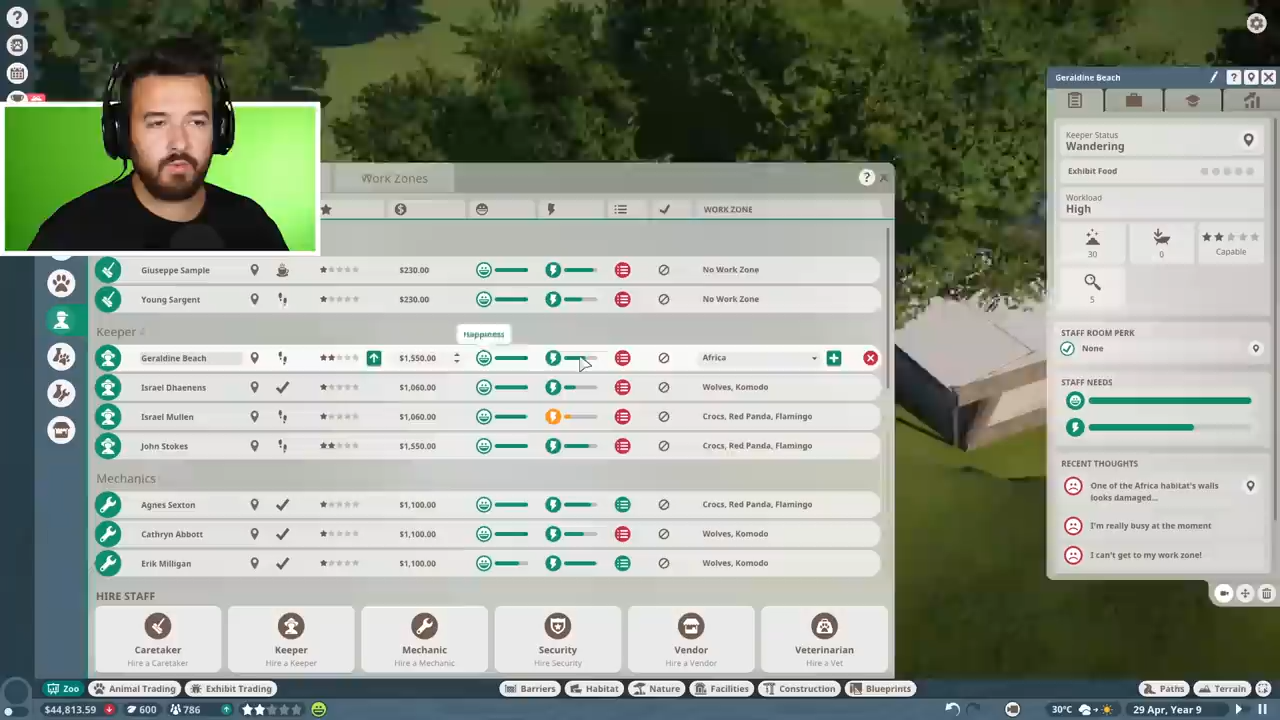 Geraldine Beach
Work Zones
WORK ZONE
Keeper Status
Wandering
Exhibit Food
Workload
High
30
0
Capable
5
Giuseppe Sample $230.00 No Work Zone
Young Sargent $230.00 No Work Zone
Keeper 4
Happiness
Geraldine Beach $1,550.00 Africa
Israel Dhaenens $1,060.00 Wolves, Komodo
Israel Mullen $1,060.00 Crocs, Red Panda, Flamingo
John Stokes $1,550.00 Crocs, Red Panda, Flamingo
Mechanics
Agnes Sexton $1,100.00 Crocs, Red Panda, Flamingo
Cathryn Abbott $1,100.00 Wolves, Komodo
Erik Milligan $1,100.00 Wolves, Komodo
STAFF ROOM PERK
None
STAFF NEEDS
RECENT THOUGHTS
One of the Africa habitat's walls
looks damaged...
I'm really busy at the moment
I can't get to my work zone!
HIRE STAFF
Caretaker
Hire a Caretaker
Keeper
Hire a Keeper
Mechanic
Hire a Mechanic
Security
Hire Security
Vendor
Hire a Vendor
Veterinarian
Hire a Vet
Zoo Animal Trading Exhibit Trading Barriers Habitat Nature Facilities Construction Blueprints Paths Terrain
$44,813.59 600 786 30°C 29 Apr, Year 9